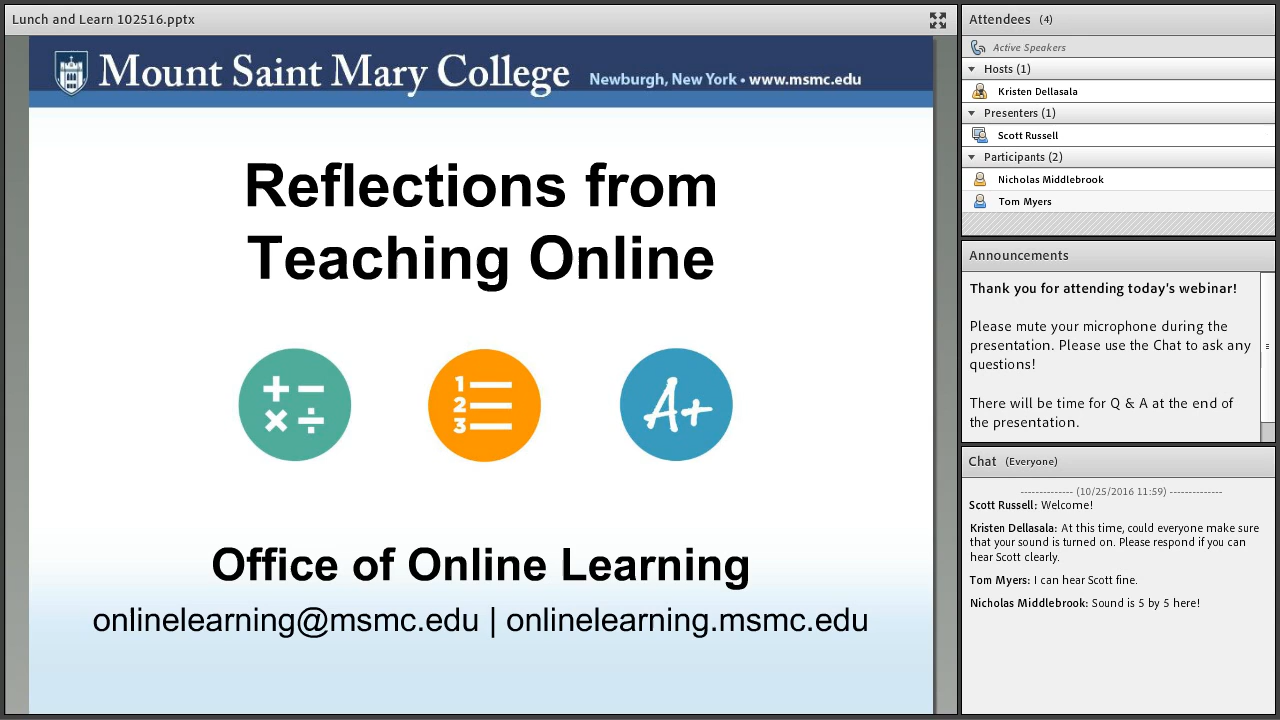 Lunch and Learn 102516.pptx
Mount Saint Mary College Newburgh, New York • www.msmc.edu
Reflections from
Teaching Online
+ − × ÷
1
2
3
A+
Office of Online Learning
onlinelearning@msmc.edu | onlinelearning.msmc.edu
Attendees (4)
Active Speakers
Hosts (1)
Kristen Dellasala
Presenters (1)
Scott Russell
Participants (2)
Nicholas Middlebrook
Tom Myers
Announcements
Thank you for attending today's webinar!
Please mute your microphone during the
presentation. Please use the Chat to ask any
questions!
There will be time for Q & A at the end of
the presentation.
Chat (Everyone)
-------------- (10/25/2016 11:59) --------------
Scott Russell: Welcome!
Kristen Dellasala: At this time, could everyone make sure
that your sound is turned on. Please respond if you can
hear Scott clearly.
Tom Myers: I can hear Scott fine.
Nicholas Middlebrook: Sound is 5 by 5 here!